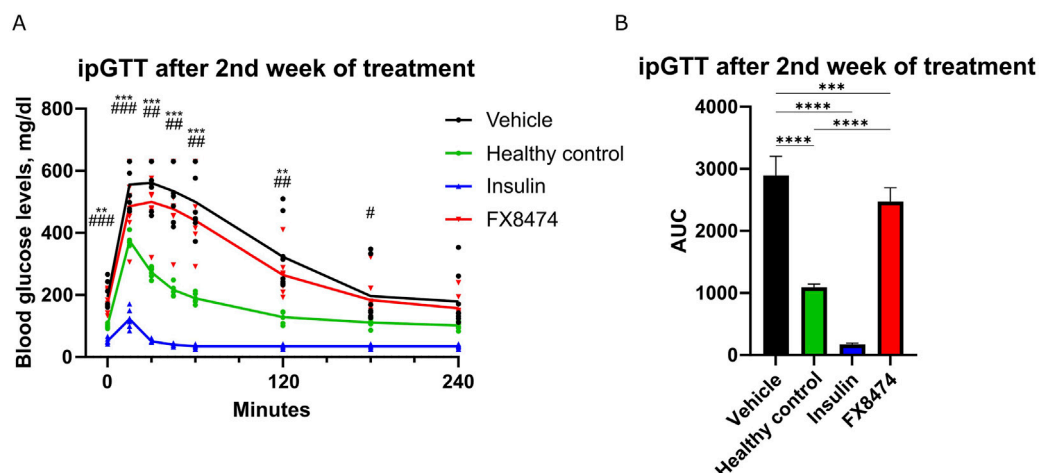 A
ipGTT after 2nd week of treatment
Blood glucose levels, mg/dl
800
600
400
200
0
**
###
***
###
***
##
***
##
***
##
**
##
#
Vehicle
Healthy control
Insulin
FX8474
0
120
240
Minutes
B
ipGTT after 2nd week of treatment
AUC
4000
3000
2000
1000
0
***
****
****
****
Vehicle
Healthy control
Insulin
FX8474